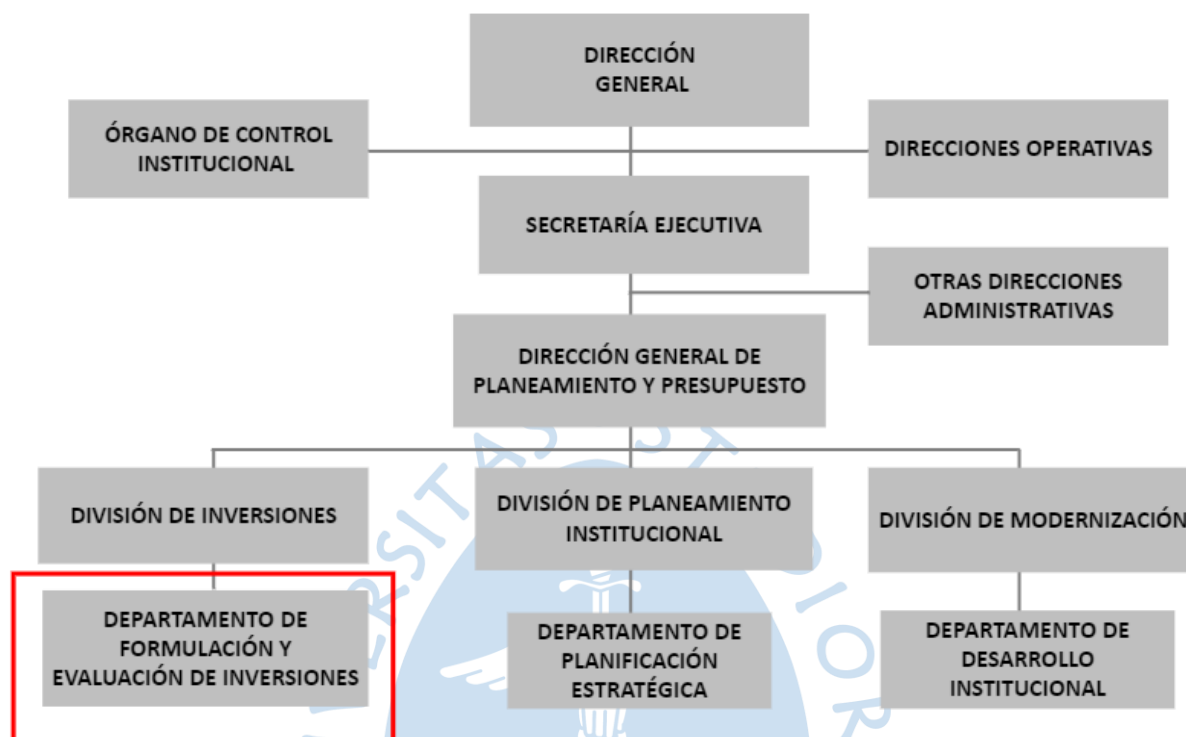 DIRECCIÓN
GENERAL
ÓRGANO DE CONTROL
INSTITUCIONAL
DIRECCIONES OPERATIVAS
SECRETARÍA EJECUTIVA
OTRAS DIRECCIONES
ADMINISTRATIVAS
DIRECCIÓN GENERAL DE
PLANEAMIENTO Y PRESUPUESTO
DIVISIÓN DE INVERSIONES
DIVISIÓN DE PLANEAMIENTO
INSTITUCIONAL
DIVISIÓN DE MODERNIZACIÓN
DEPARTAMENTO DE
FORMULACIÓN Y
EVALUACIÓN DE INVERSIONES
DEPARTAMENTO DE
PLANIFICACIÓN
ESTRATÉGICA
DEPARTAMENTO DE
DESARROLLO
INSTITUCIONAL